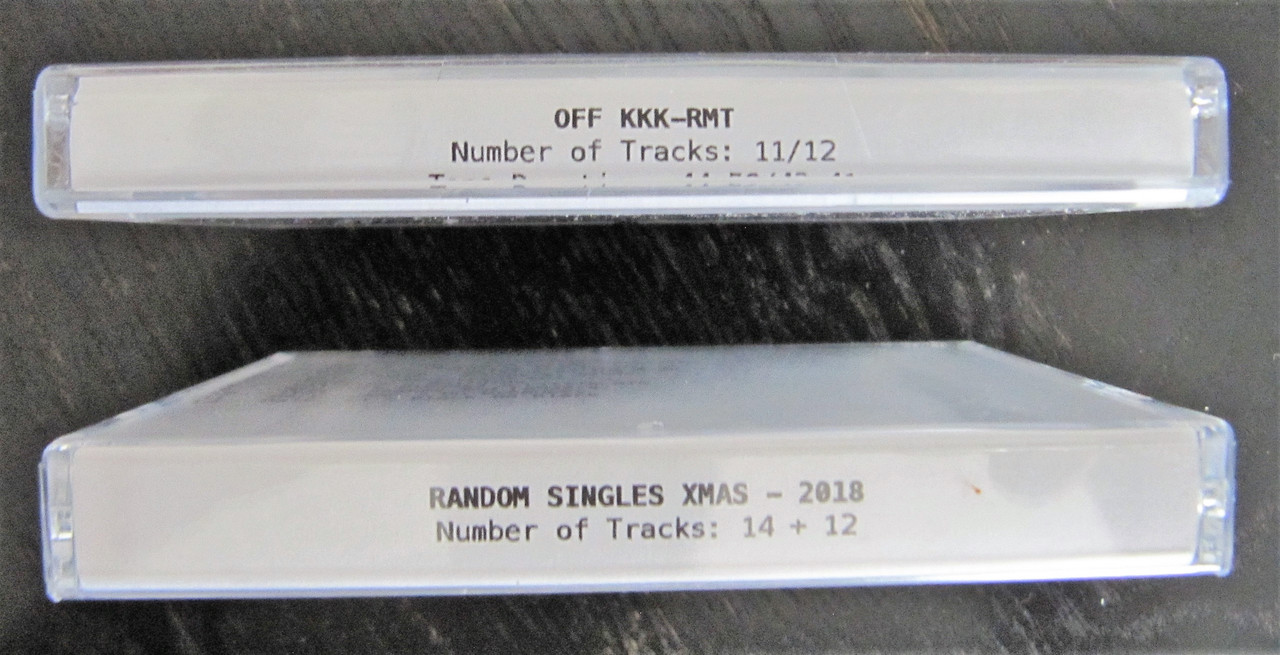 OFF KKK-RMT
Number of Tracks: 11/12
RANDOM SINGLES XMAS - 2018
Number of Tracks: 14 + 12